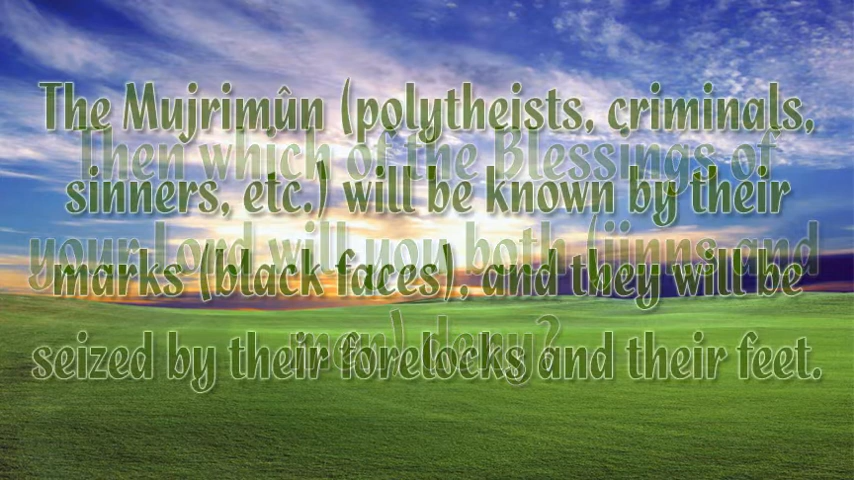 The Mujrimûn (polytheists, criminals,
sinners, etc.) will be known by their
marks (black faces), and they will be
seized by their forelocks and their feet.
Then which of the Blessings of
your Lord will you both (jinns and
men) deny?